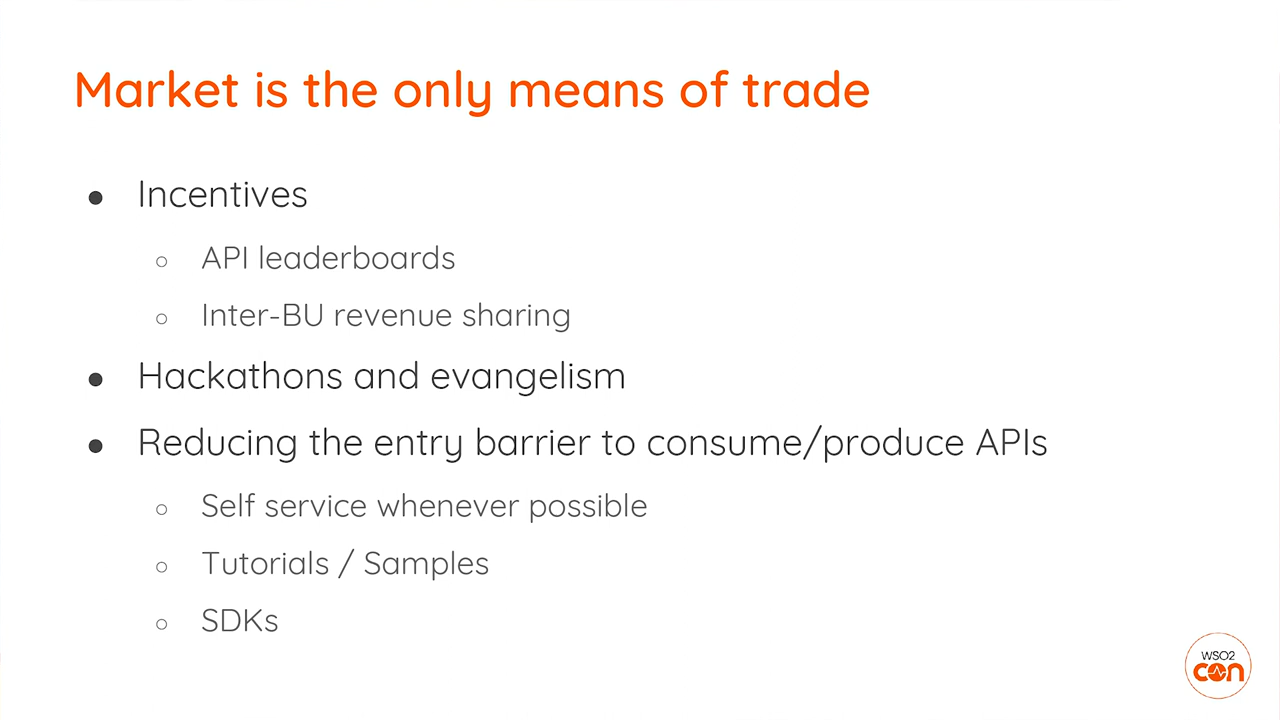 Market is the only means of trade
● Incentives
○ API leaderboards
○ Inter-BU revenue sharing
● Hackathons and evangelism
● Reducing the entry barrier to consume/produce APIs
○ Self service whenever possible
○ Tutorials / Samples
○ SDKs
WSO2
con